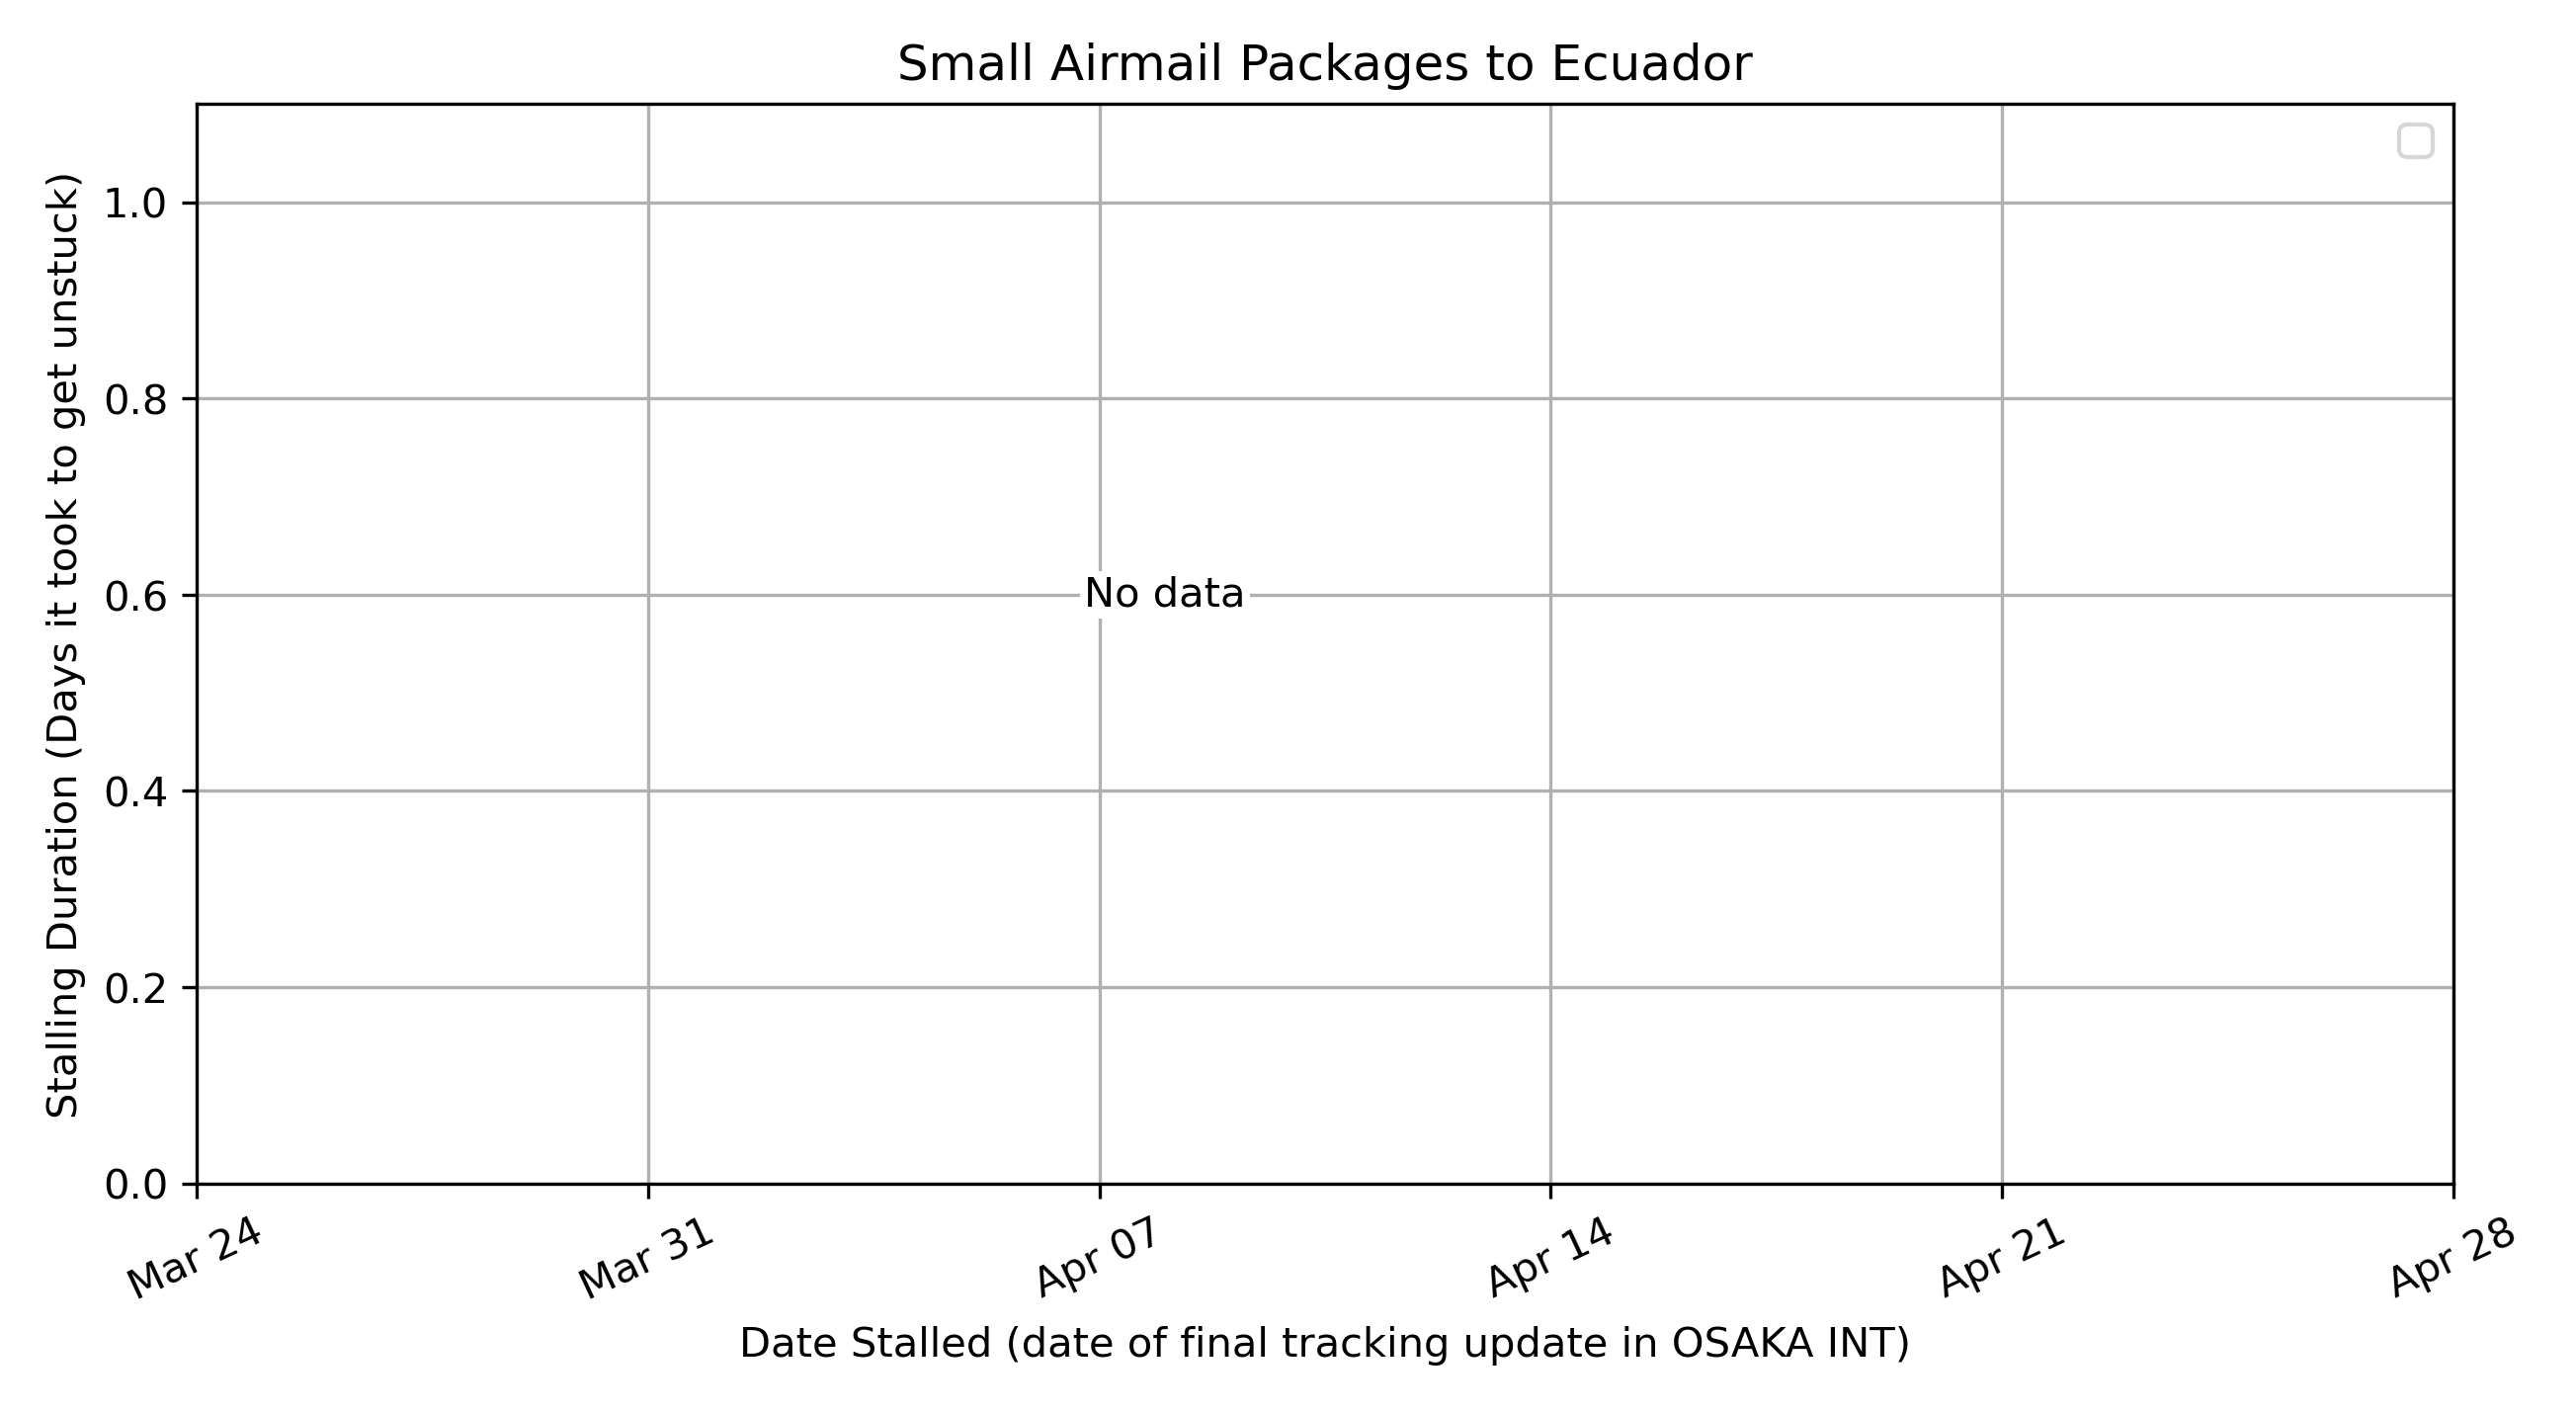 Small Airmail Packages to Ecuador
Stalling Duration (Days it took to get unstuck)
1.0
0.8
0.6
0.4
0.2
0.0
No data
Mar 24
Mar 31
Apr 07
Apr 14
Apr 21
Apr 28
Date Stalled (date of final tracking update in OSAKA INT)